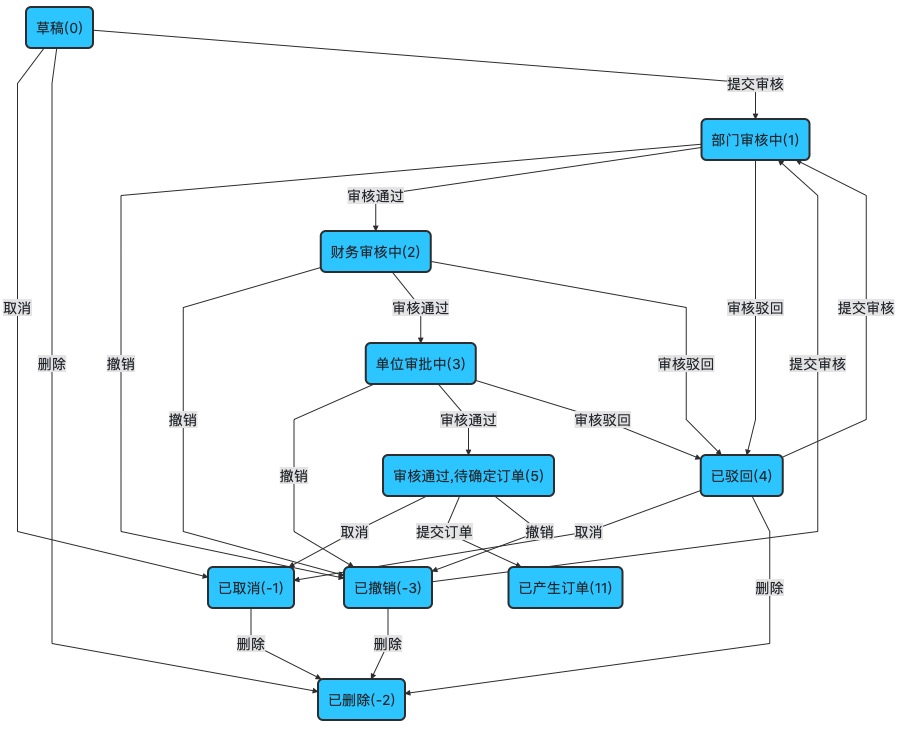 草稿(0)
提交审核
部门审核中(1)
审核通过
财务审核中(2)
取消
审核通过
审核驳回
提交审核
删除
撤销
单位审批中(3)
审核驳回
提交审核
撤销
审核通过
审核驳回
撤销
审核通过,待确定订单(5)
已驳回(4)
取消
提交订单
撤销
取消
已取消(-1)
已撤销(-3)
已产生订单(11)
删除
删除
删除
已删除(-2)